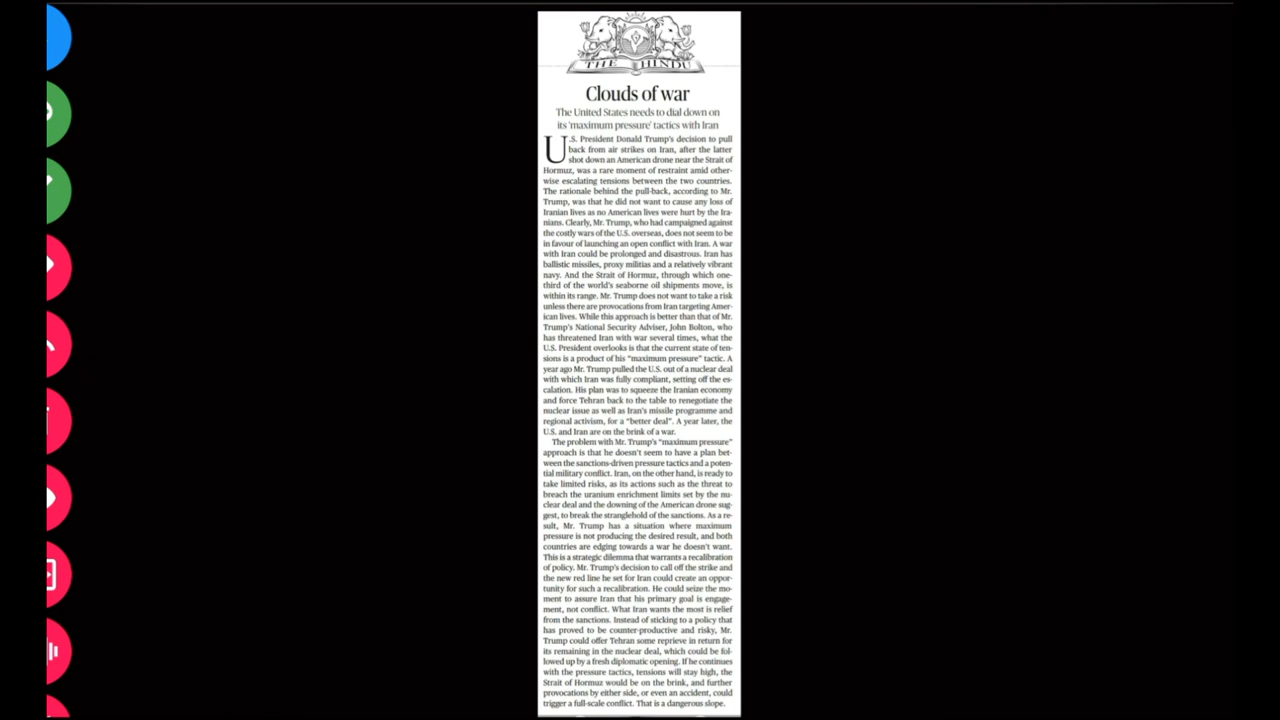 THE HINDU
Clouds of war
The United States needs to dial down on
its 'maximum pressure' tactics with Iran
U.S. President Donald Trump's decision to pull
back from air strikes on Iran, after the latter
shot down an American drone near the Strait of
Hormuz, was a rare moment of restraint amid other-
wise escalating tensions between the two countries.
The rationale behind the pull-back, according to Mr.
Trump, was that he did not want to cause any loss of
Iranian lives as no American lives were hurt by the Ira-
nians. Clearly, Mr. Trump, who had campaigned against
the costly wars of the U.S. overseas, does not seem to be
in favour of launching an open conflict with Iran. A war
with Iran could be prolonged and disastrous. Iran has
ballistic missiles, proxy militias and a relatively vibrant
navy. And the Strait of Hormuz, through which one-
third of the world's seaborne oil shipments move, is
within its range. Mr. Trump does not want to take a risk
unless there are provocations from Iran targeting Amer-
ican lives. While this approach is better than that of Mr.
Trump's National Security Adviser, John Bolton, who
has threatened Iran with war several times, what the
U.S. President overlooks is that the current state of ten-
sions is a product of his "maximum pressure" tactic. A
year ago Mr. Trump pulled the U.S. out of a nuclear deal
with which Iran was fully compliant, setting off the es-
calation. His plan was to squeeze the Iranian economy
and force Tehran back to the table to renegotiate the
nuclear issue as well as Iran's missile programme and
regional activism, for a "better deal". A year later, the
U.S. and Iran are on the brink of a war.
The problem with Mr. Trump's "maximum pressure"
approach is that he doesn't seem to have a plan bet-
ween the sanctions-driven pressure tactics and a poten-
tial military conflict. Iran, on the other hand, is ready to
take limited risks, as its actions such as the threat to
breach the uranium enrichment limits set by the nu-
clear deal and the downing of the American drone sug-
gest, to break the stranglehold of the sanctions. As a re-
sult, Mr. Trump has a situation where maximum
pressure is not producing the desired result, and both
countries are edging towards a war he doesn't want.
This is a strategic dilemma that warrants a recalibration
of policy. Mr. Trump's decision to call off the strike and
the new red line he set for Iran could create an oppor-
tunity for such a recalibration. He could seize the mo-
ment to assure Iran that his primary goal is engage-
ment, not conflict. What Iran wants the most is relief
from the sanctions. Instead of sticking to a policy that
has proved to be counter-productive and risky, Mr.
Trump could offer Tehran some reprieve in return for
its remaining in the nuclear deal, which could be fol-
lowed up by a fresh diplomatic opening. If he continues
with the pressure tactics, tensions will stay high, the
Strait of Hormuz would be on the brink, and further
provocations by either side, or even an accident, could
trigger a full-scale conflict. That is a dangerous slope.